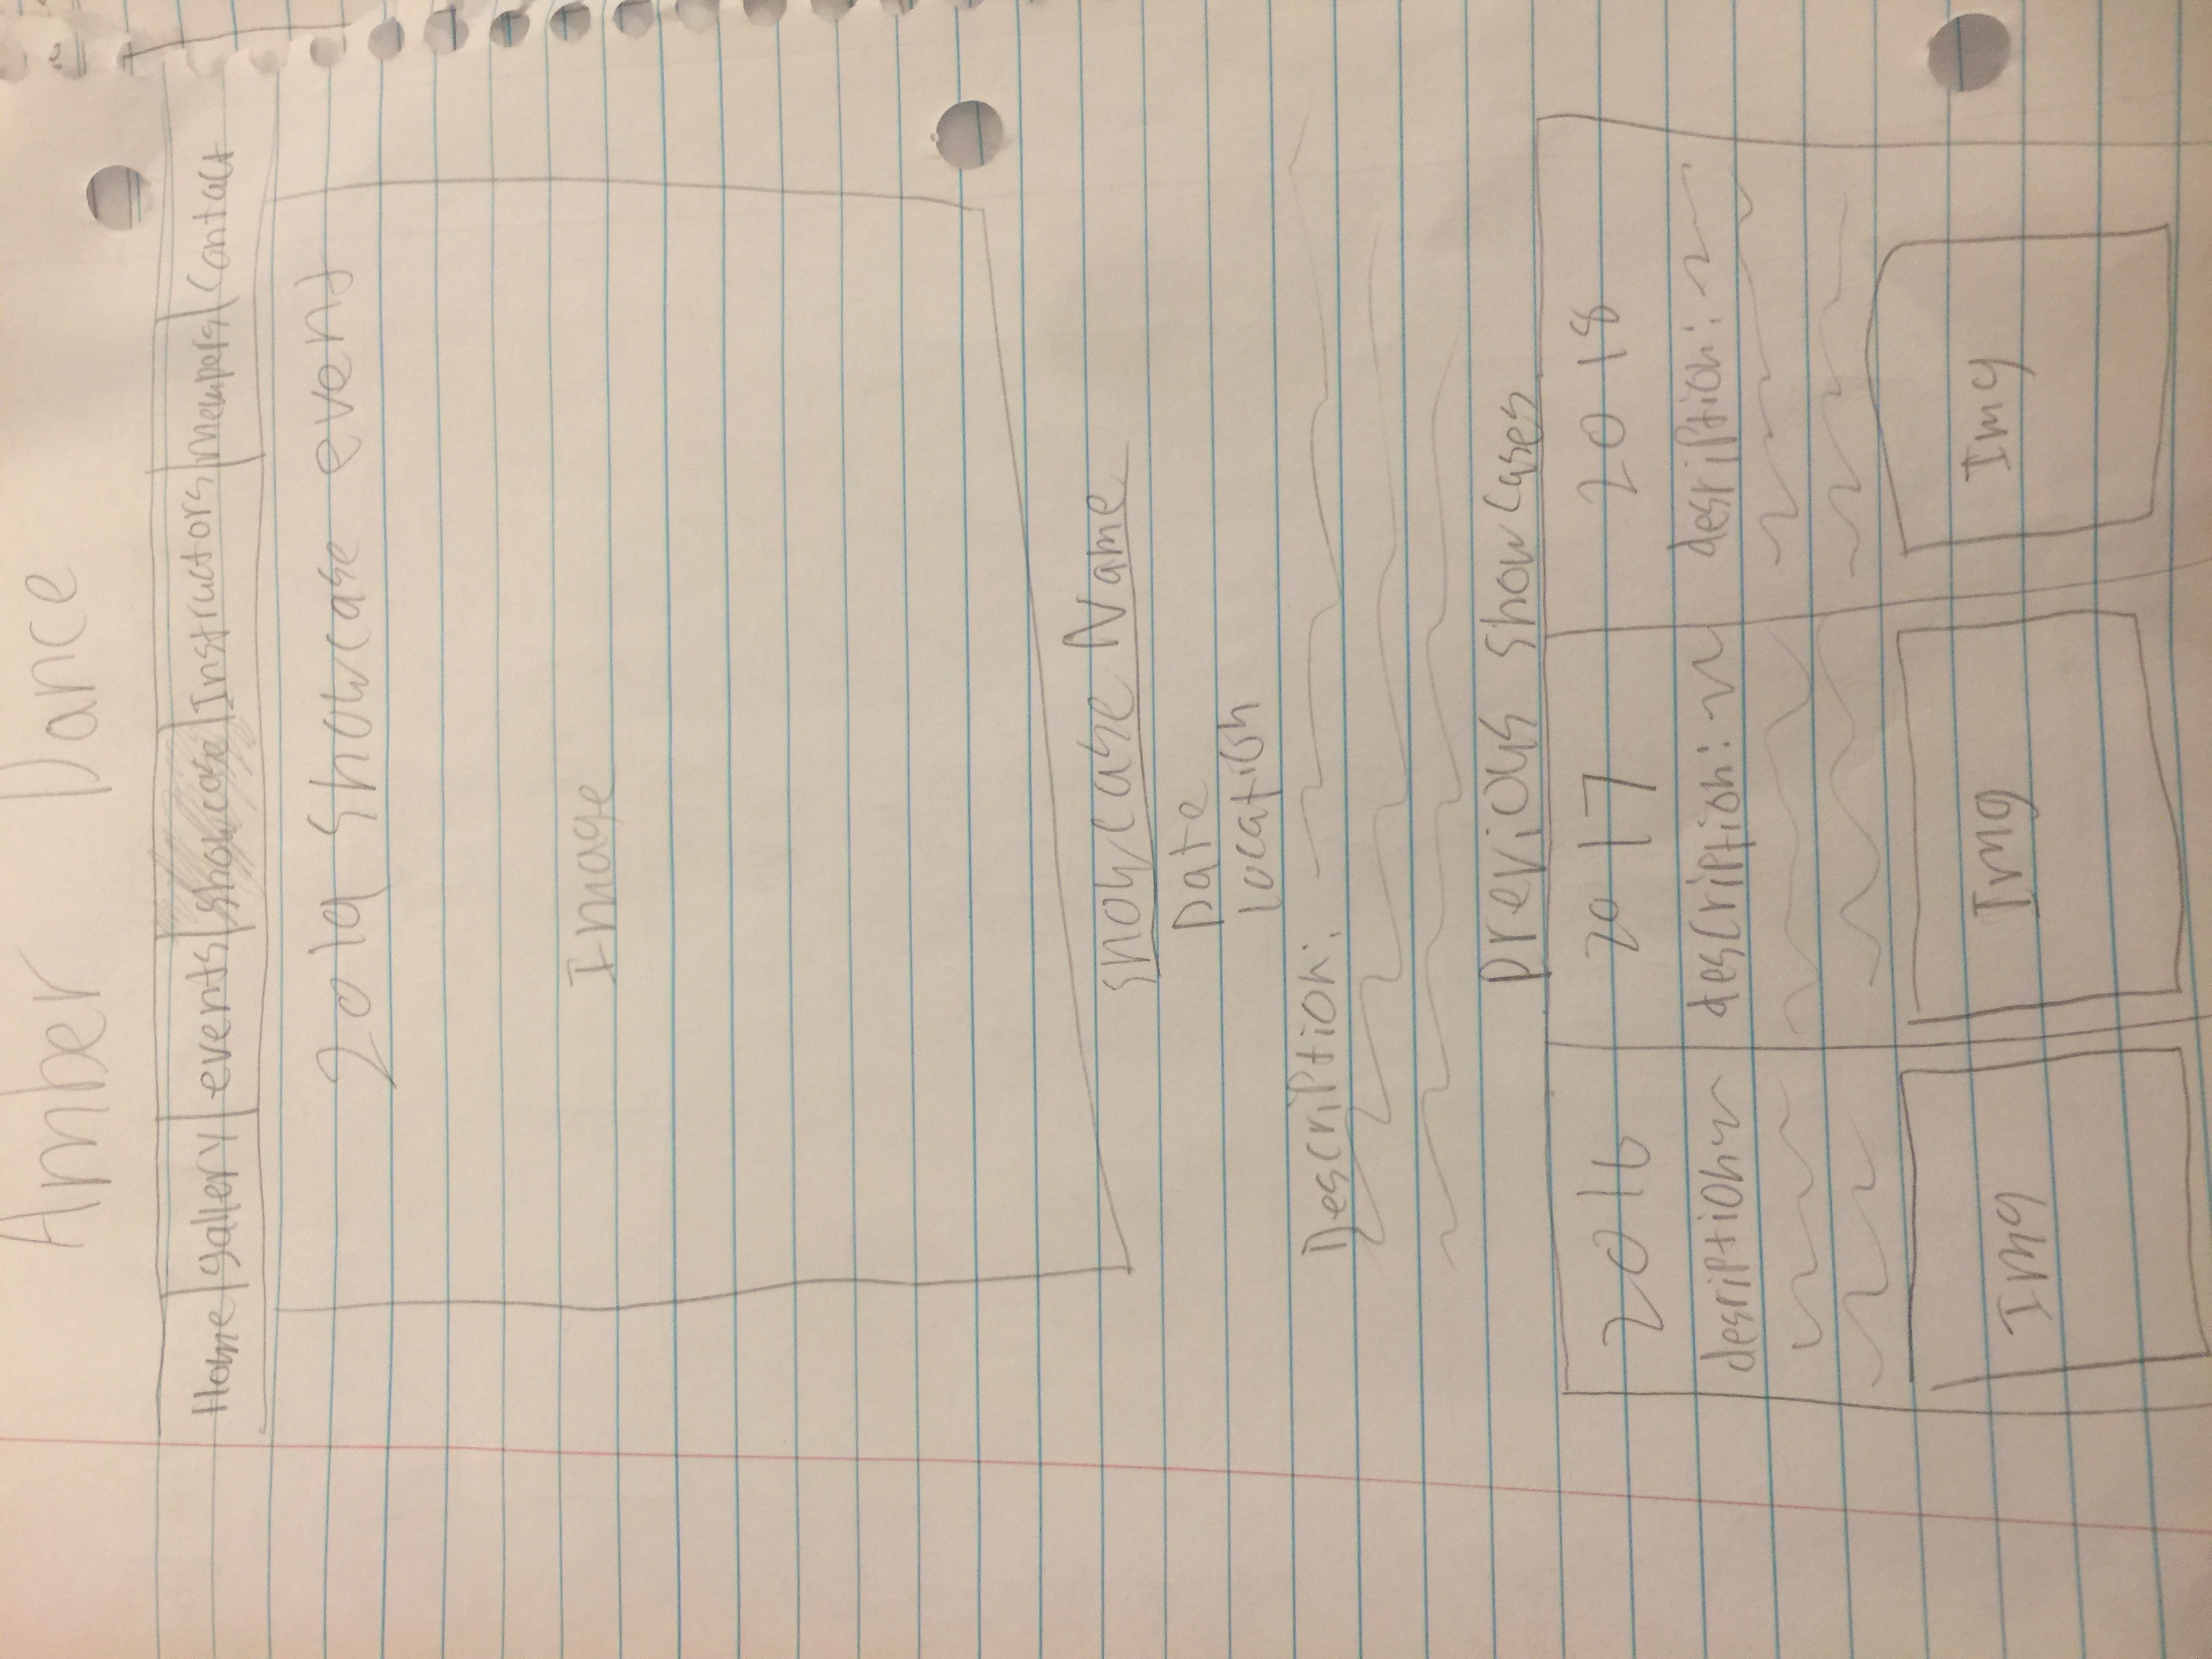 Amber Dance
Home gallery events showcase Instructors Members Contact
2019 showcase event
Image
showcase Name
Date
Location
Description:
Previous showcases
2016 2017 2018
desription description: desription:
Img Img Img